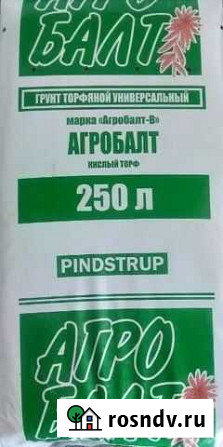 АГРО
БАЛТ
ГРУНТ ТОРФЯНОЙ УНИВЕРСАЛЬНЫЙ
марка «Агробалт-В»
АГРОБАЛТ
КИСЛЫЙ ТОРФ
250 л
PINDSTRUP
АГРО
БАЛТ
rosndv.ru